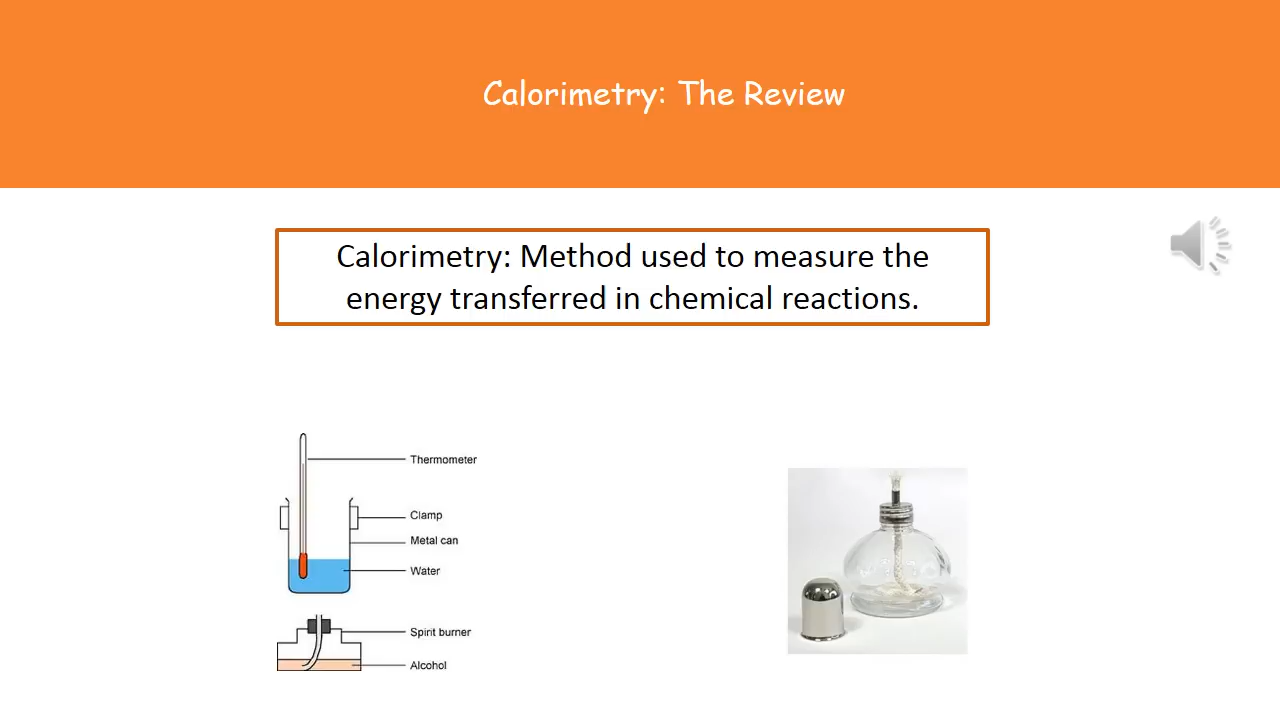 Calorimetry: The Review
Calorimetry: Method used to measure the
energy transferred in chemical reactions.
Thermometer
Clamp
Metal can
Water
Spirit burner
Alcohol